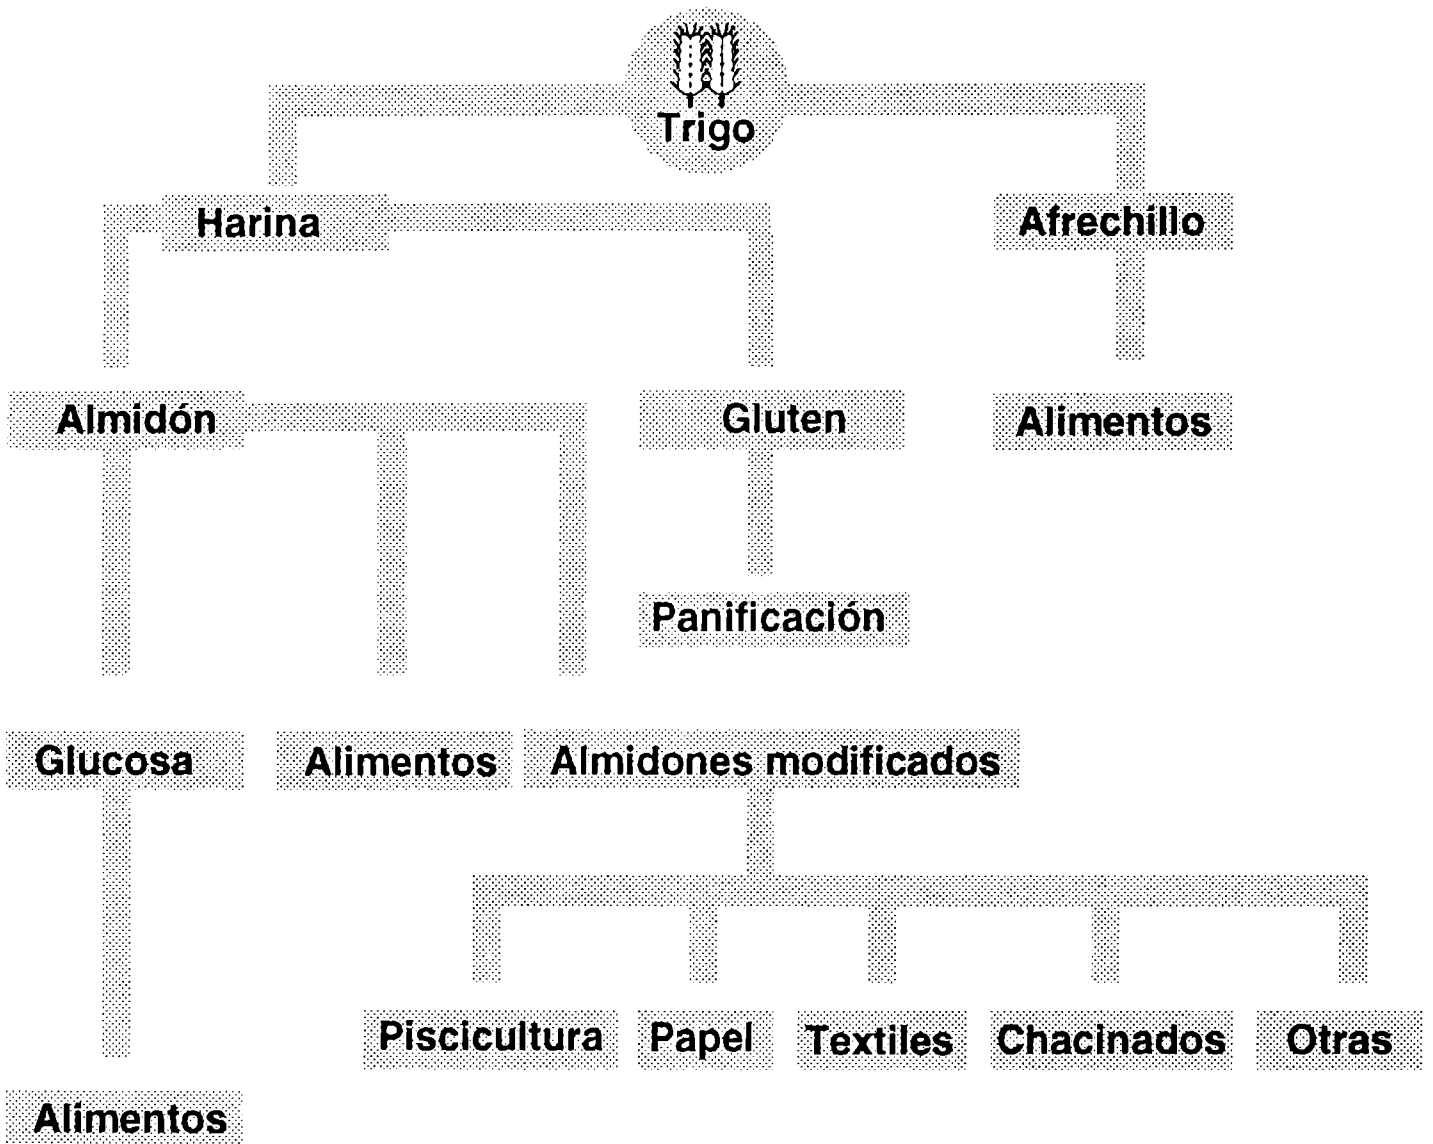 Trigo
Harina
Afrechillo
Almidón
Gluten
Alimentos
Panificación
Glucosa
Alimentos
Almidones modificados
Piscicultura
Papel
Textiles
Chacinados
Otras
Alimentos